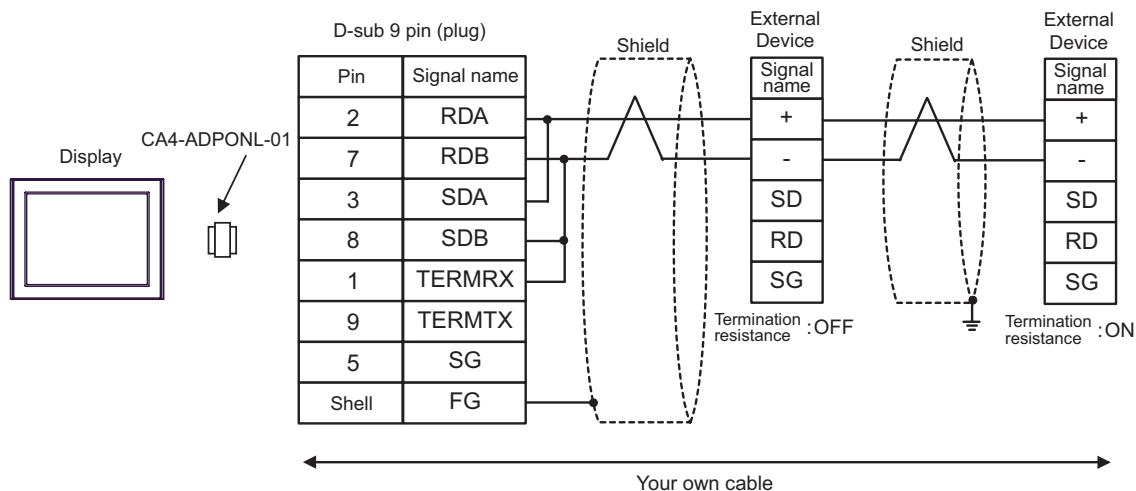 D-sub 9 pin (plug)
Shield
External
Device
Shield
External
Device
Display
CA4-ADPONL-01
Pin Signal name
2 RDA
7 RDB
3 SDA
8 SDB
1 TERMRX
9 TERMTX
5 SG
Shell FG
Signal
name
+
-
SD
RD
SG
Termination
resistance :OFF
Signal
name
+
-
SD
RD
SG
Termination
resistance :ON
Your own cable